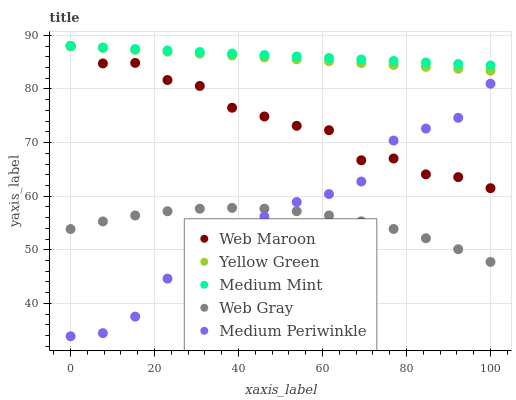 title
90
80
70
60
50
40
yaxis_label
Web Maroon
Yellow Green
Medium Mint
Web Gray
Medium Periwinkle
0
20
40
60
80
100
xaxis_label